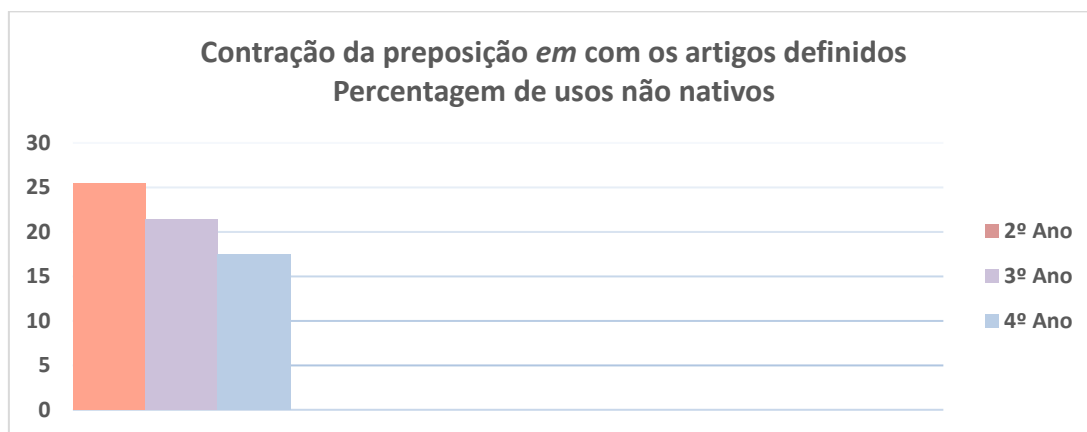 Contração da preposição em com os artigos definidos
Percentagem de usos não nativos
30
25
20
15
10
5
0
2º Ano
3º Ano
4º Ano